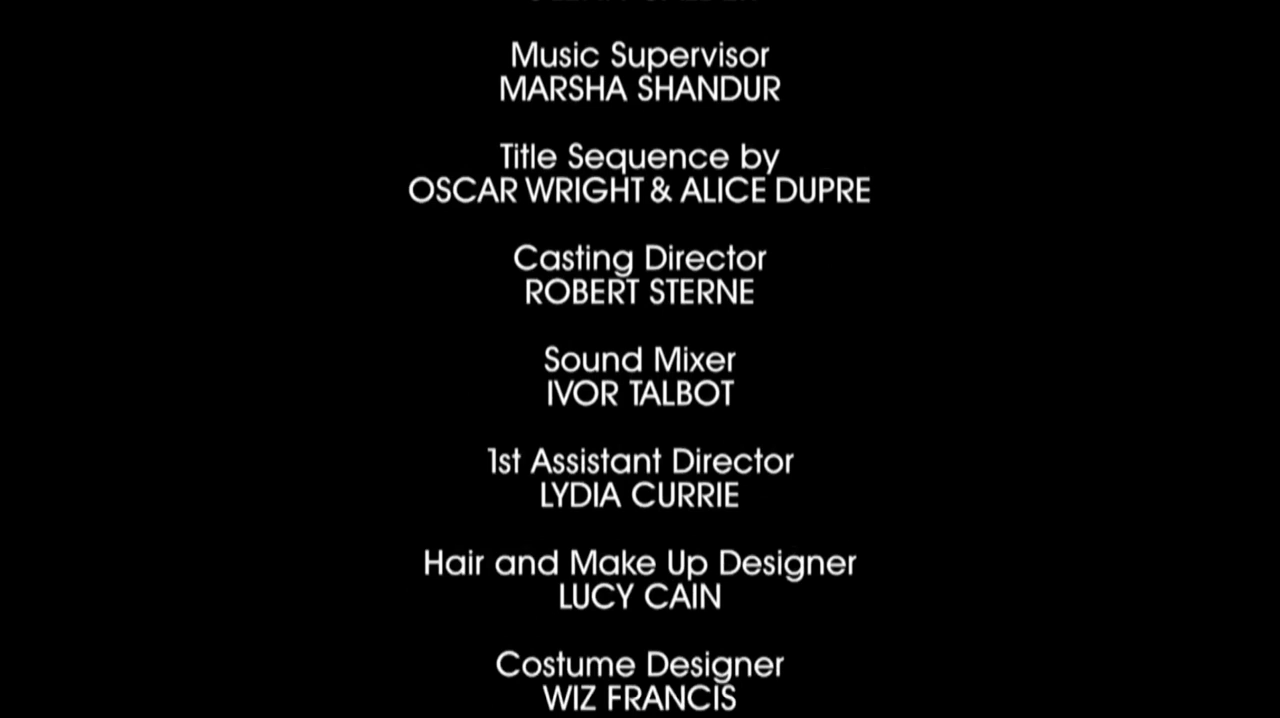 Music Supervisor
MARSHA SHANDUR
Title Sequence by
OSCAR WRIGHT & ALICE DUPRE
Casting Director
ROBERT STERNE
Sound Mixer
IVOR TALBOT
1st Assistant Director
LYDIA CURRIE
Hair and Make Up Designer
LUCY CAIN
Costume Designer
WIZ FRANCIS